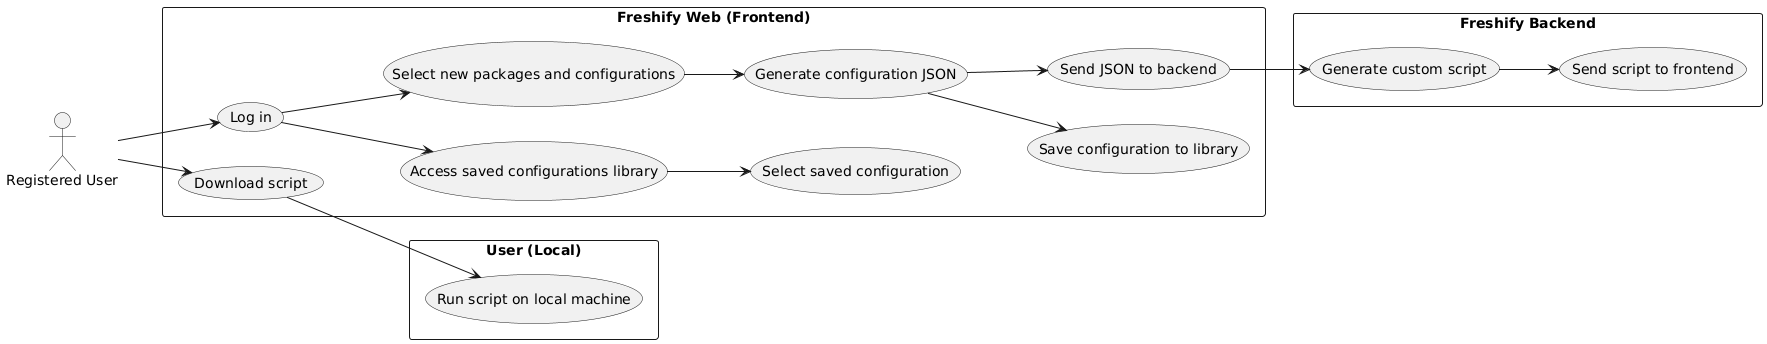 Freshify Web (Frontend)
Freshify Backend
Select new packages and configurations
Generate configuration JSON
Send JSON to backend
Generate custom script
Send script to frontend
Log in
Save configuration to library
Access saved configurations library
Select saved configuration
Registered User
Download script
User (Local)
Run script on local machine